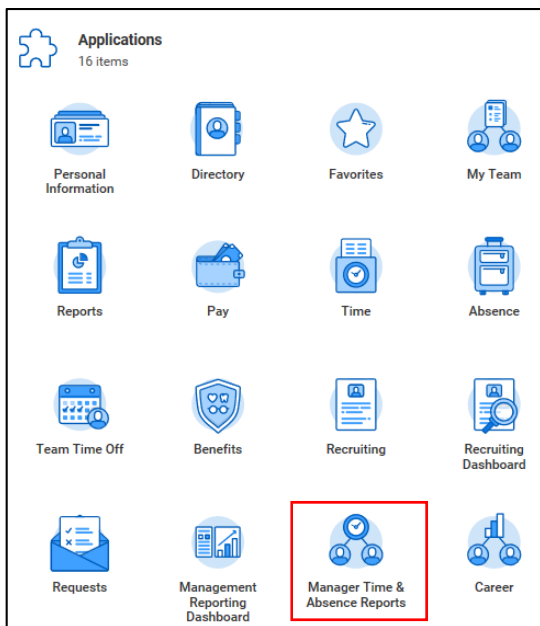 Applications
16 items
Personal
Information
Directory
Favorites
My Team
Reports
Pay
Time
Absence
Team Time Off
Benefits
Recruiting
Recruiting
Dashboard
Requests
Management
Reporting
Dashboard
Manager Time &
Absence Reports
Career